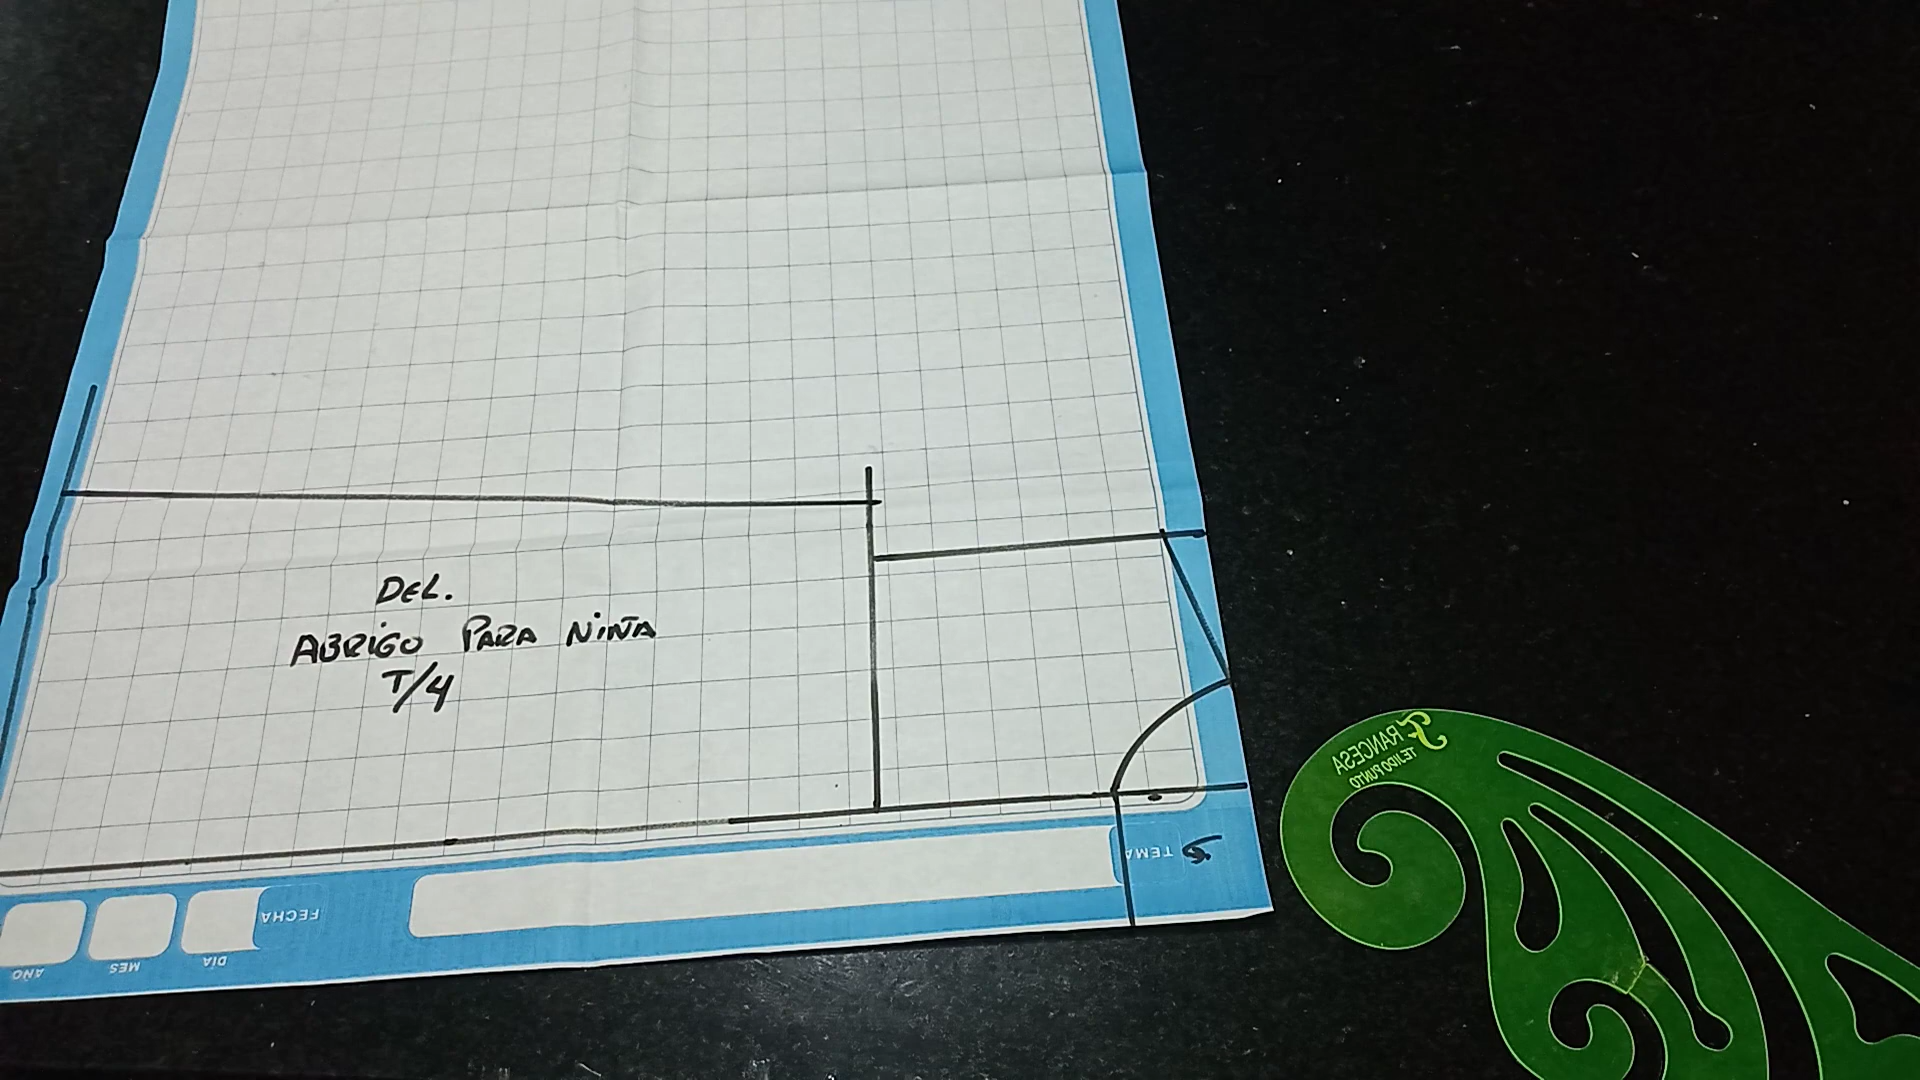 DEL.
ABRIGO PARA NIÑA
T/4
FRANCESA
TEJIDO PUNTO
TEMA
FECHA
DIA
MES
AÑO